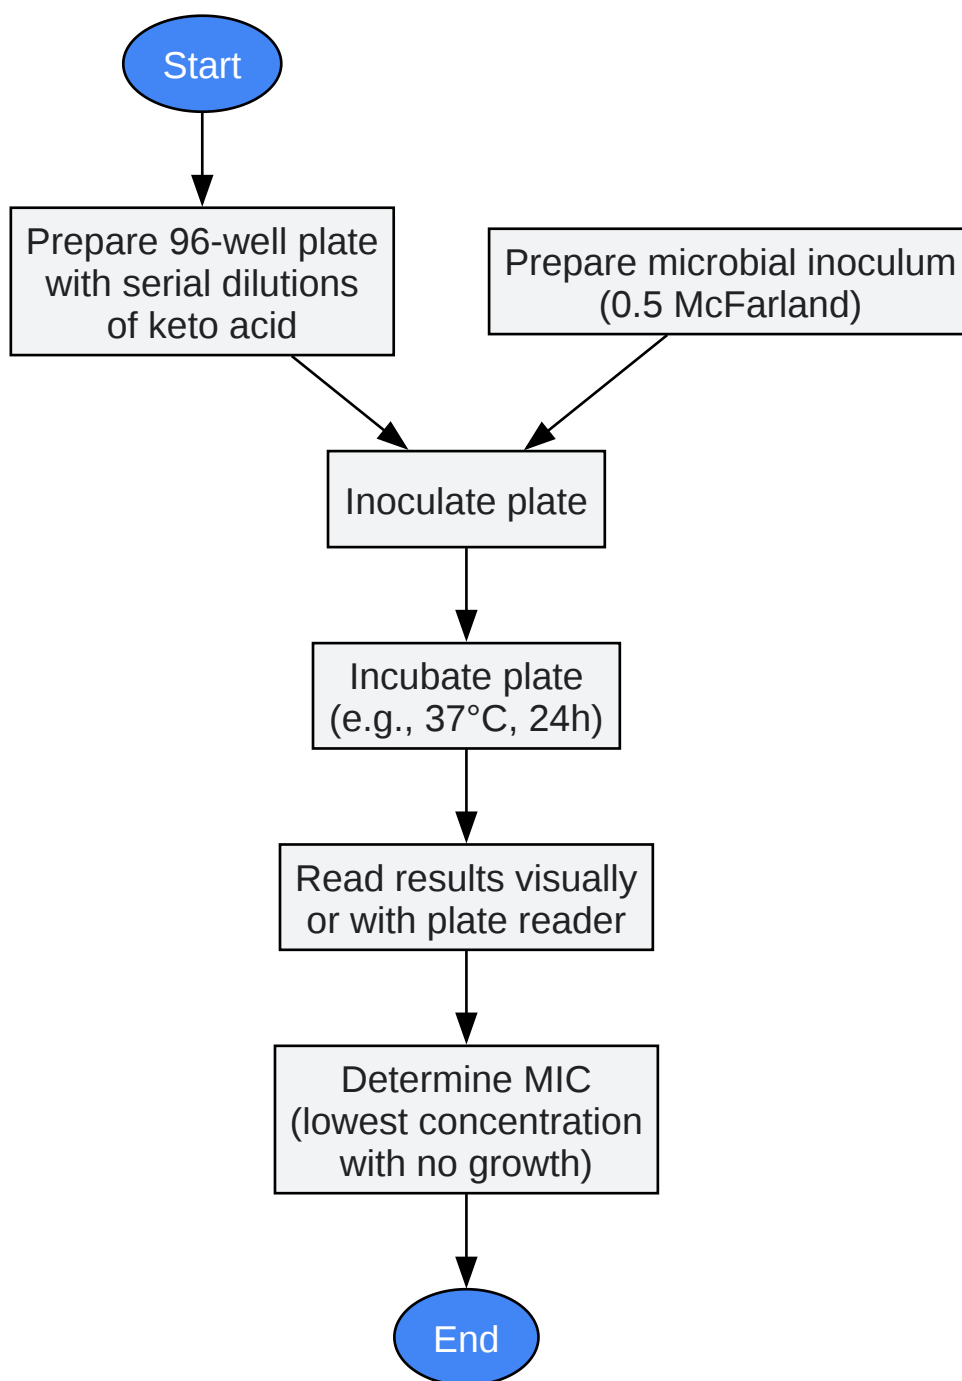 Start
Prepare 96-well plate
with serial dilutions
of keto acid
Prepare microbial inoculum
(0.5 McFarland)
Inoculate plate
Incubate plate
(e.g., 37°C, 24h)
Read results visually
or with plate reader
Determine MIC
(lowest concentration
with no growth)
End